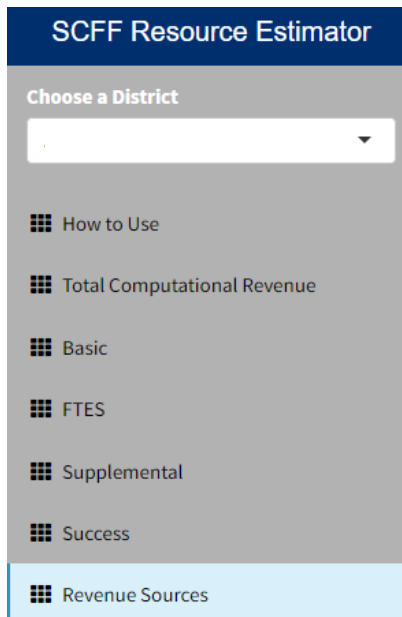 SCFF Resource Estimator
Choose a District
How to Use
Total Computational Revenue
Basic
FTES
Supplemental
Success
Revenue Sources